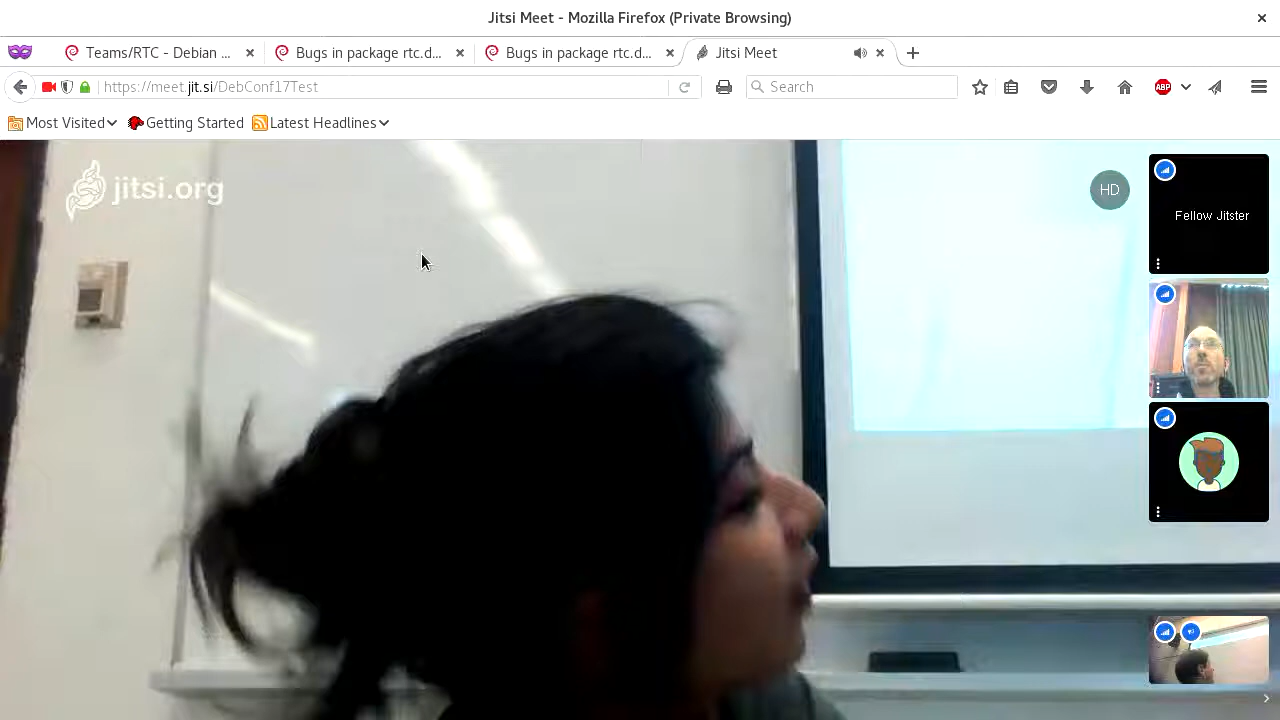 Jitsi Meet - Mozilla Firefox (Private Browsing)
Teams/RTC - Debian ...
Bugs in package rtc.d...
Bugs in package rtc.d...
Jitsi Meet
https://meet.jit.si/DebConf17Test
Search
ABP
Most Visited
Getting Started
Latest Headlines
jitsi.org
HD
Fellow Jitster